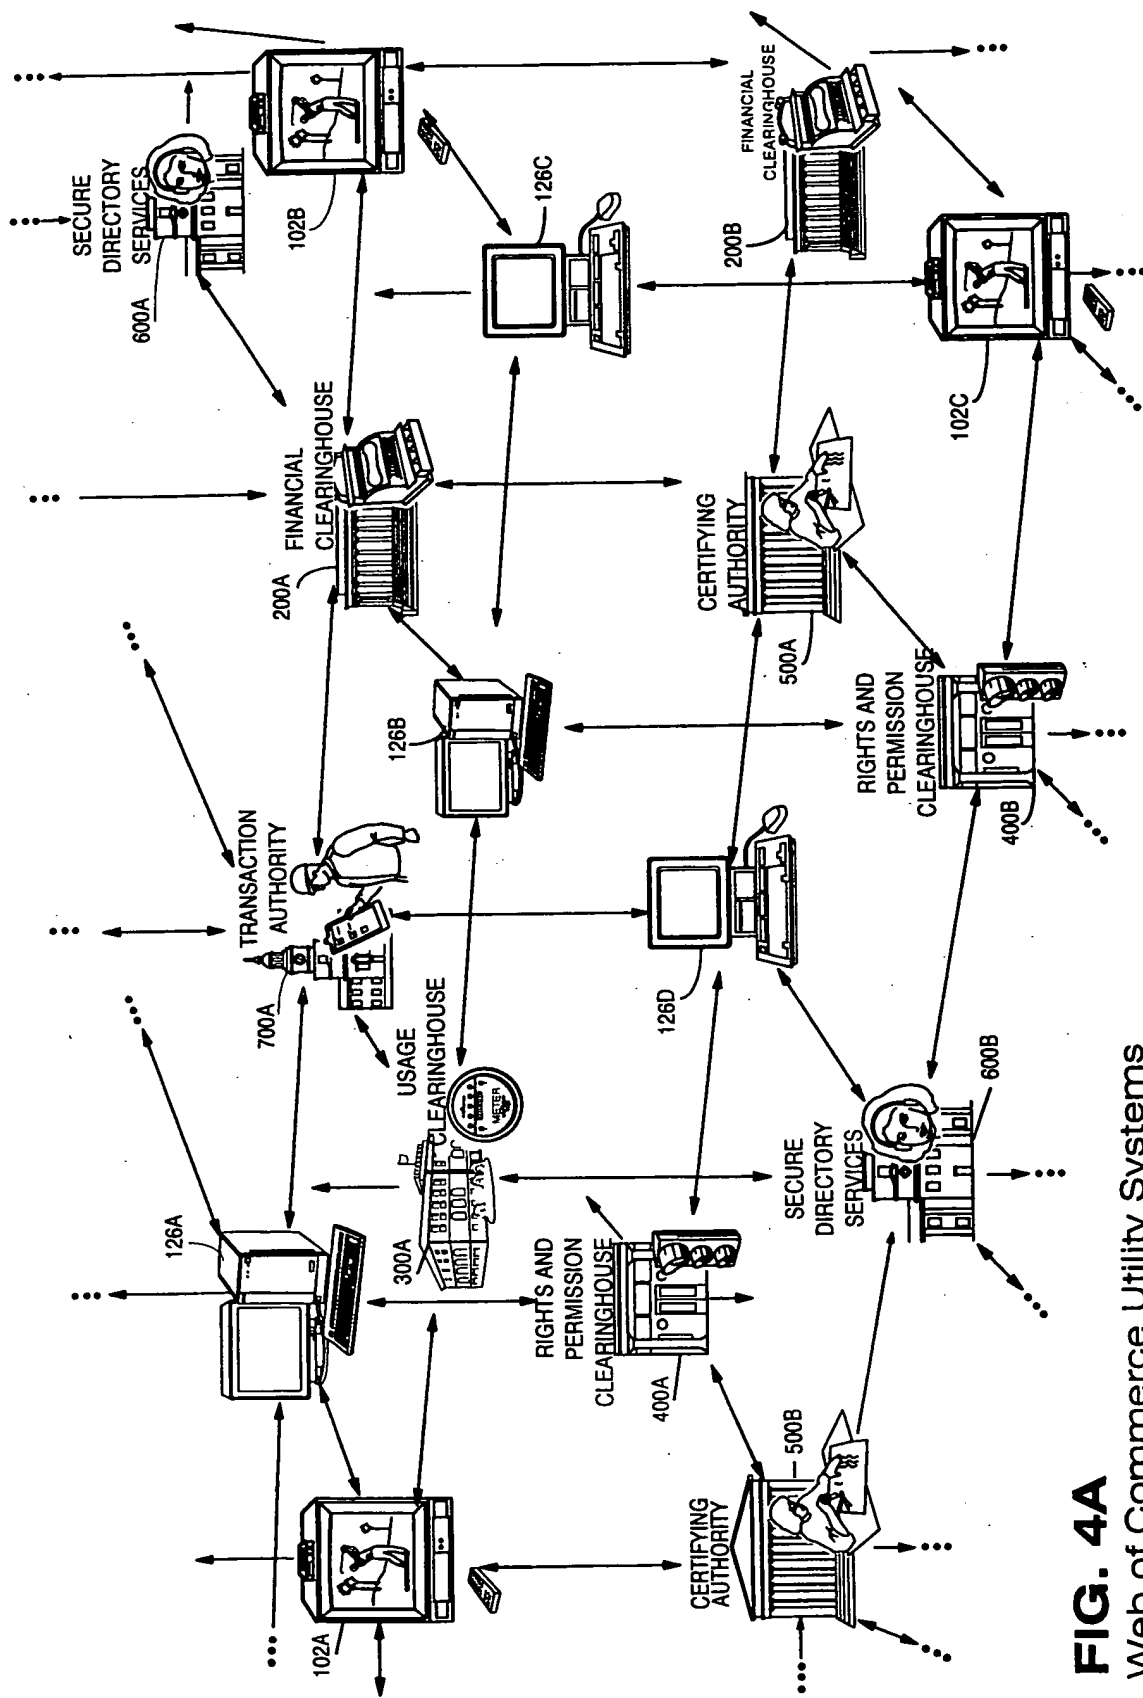 SECURE
DIRECTORY
SERVICES
600A
102B
FINANCIAL
CLEARINGHOUSE
200A
126C
FINANCIAL
CLEARINGHOUSE
200B
102C
CERTIFYING
AUTHORITY
500A
TRANSACTION
AUTHORITY
700A
126B
RIGHTS AND
PERMISSION
CLEARINGHOUSE
400B
126D
USAGE
CLEARINGHOUSE
METER
300A
126A
SECURE
DIRECTORY
SERVICES
600B
RIGHTS AND
PERMISSION
CLEARINGHOUSE
400A
102A
CERTIFYING
AUTHORITY
500B
FIG. 4A
Web of Commerce Utility Systems